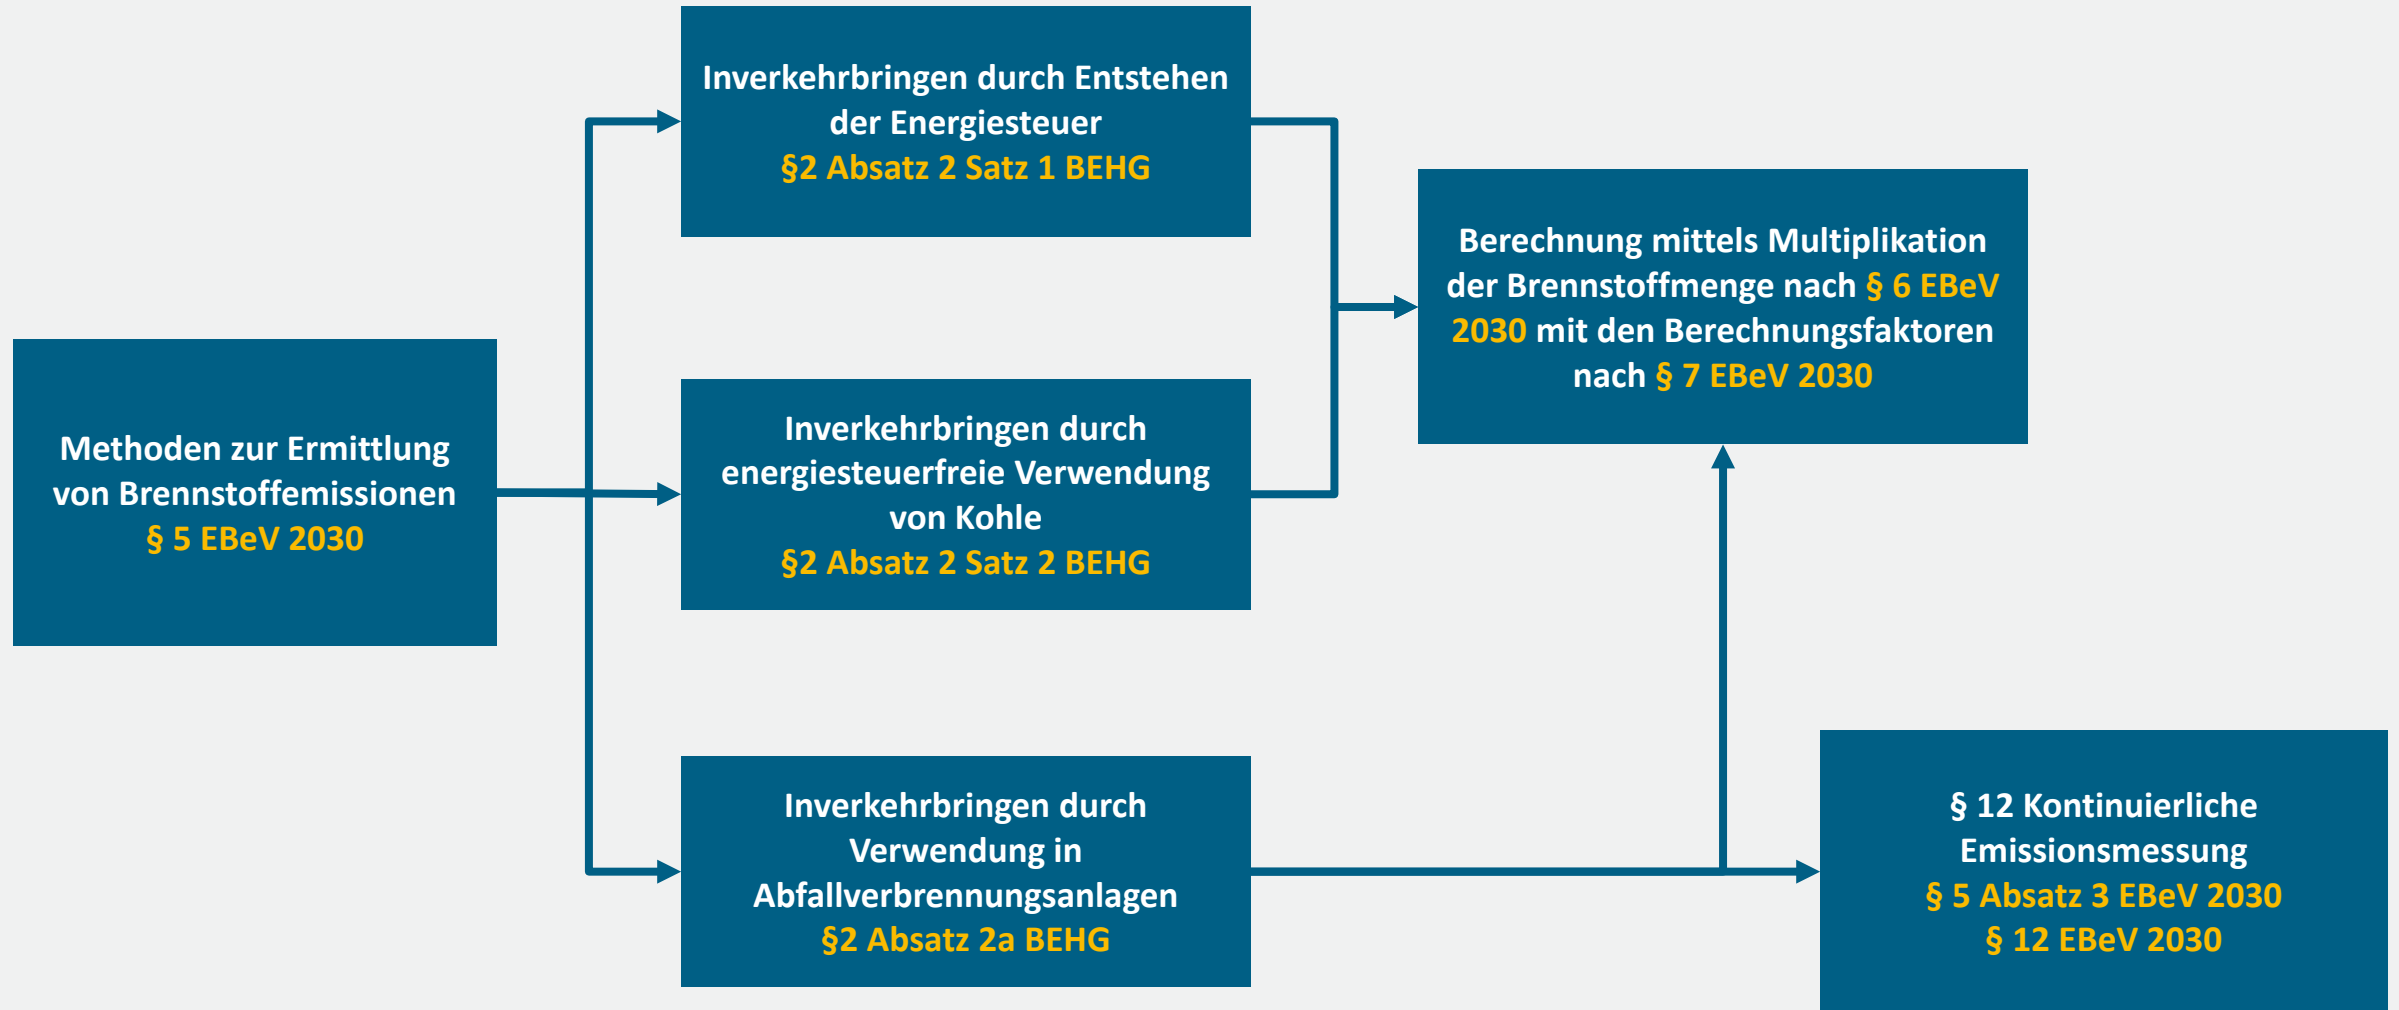 Methoden zur Ermittlung
von Brennstoffemissionen
§ 5 EBeV 2030
Inverkehrbringen durch Entstehen
der Energiesteuer
§2 Absatz 2 Satz 1 BEHG
Inverkehrbringen durch
energiesteuerfreie Verwendung
von Kohle
§2 Absatz 2 Satz 2 BEHG
Inverkehrbringen durch
Verwendung in
Abfallverbrennungsanlagen
§2 Absatz 2a BEHG
Berechnung mittels Multiplikation
der Brennstoffmenge nach § 6 EBeV
2030 mit den Berechnungsfaktoren
nach § 7 EBeV 2030
§ 12 Kontinuierliche
Emissionsmessung
§ 5 Absatz 3 EBeV 2030
§ 12 EBeV 2030